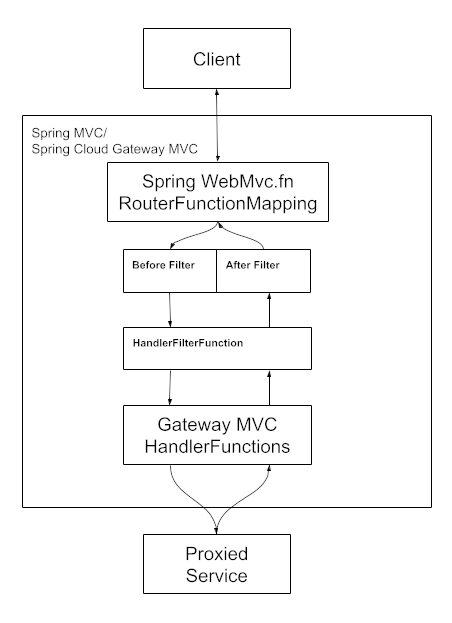 Client
Spring MVC/
Spring Cloud Gateway MVC
Spring WebMvc.fn
RouterFunctionMapping
Before Filter
After Filter
HandlerFilterFunction
Gateway MVC
HandlerFunctions
Proxied
Service